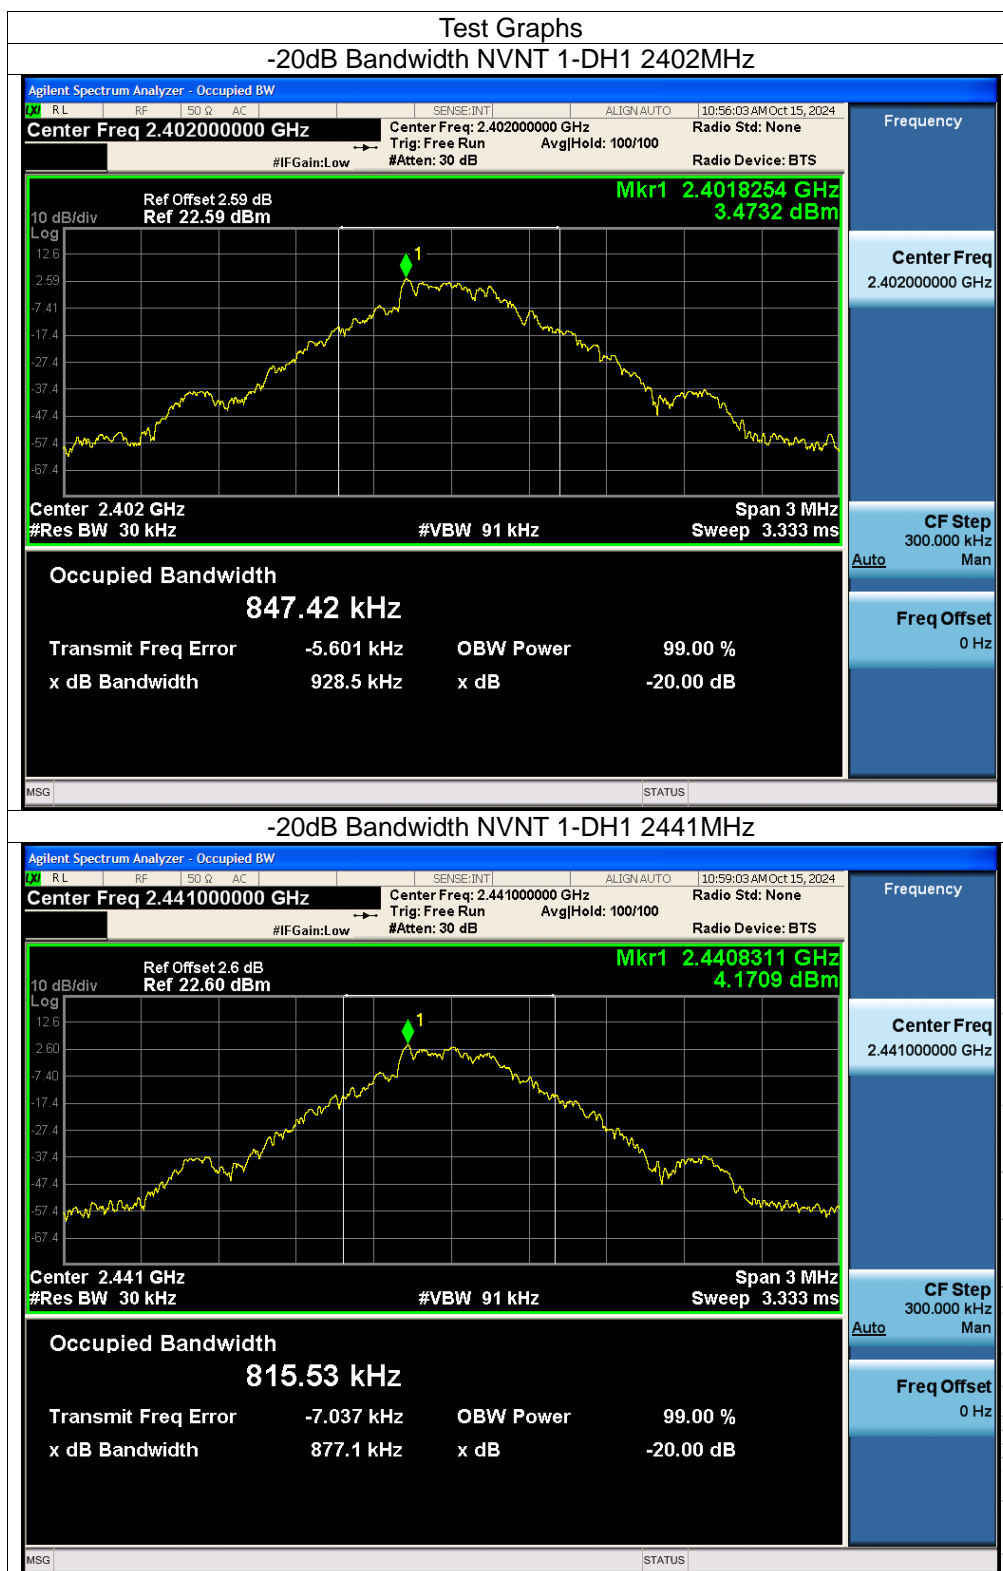 Test Graphs
-20dB Bandwidth NVNT 1-DH1 2402MHz
Agilent Spectrum Analyzer - Occupied BW
LXI RL RF 50 Ω AC SENSE:INT ALIGN AUTO 10:56:03 AM Oct 15, 2024
Center Freq 2.402000000 GHz
Center Freq: 2.402000000 GHz
Radio Std: None
Trig: Free Run Avg|Hold: 100/100
#IFGain:Low #Atten: 30 dB Radio Device: BTS
Frequency
Mkr1 2.4018254 GHz
3.4732 dBm
Ref Offset 2.59 dB
10 dB/div Ref 22.59 dBm
Log
12.6
2.59
-7.41
-17.4
-27.4
-37.4
-47.4
-57.4
-67.4
1
Center 2.402 GHz Span 3 MHz
#Res BW 30 kHz #VBW 91 kHz Sweep 3.333 ms
Center Freq
2.402000000 GHz
CF Step
300.000 kHz
Auto Man
Freq Offset
0 Hz
Occupied Bandwidth
847.42 kHz
Transmit Freq Error -5.601 kHz OBW Power 99.00 %
x dB Bandwidth 928.5 kHz x dB -20.00 dB
MSG STATUS
-20dB Bandwidth NVNT 1-DH1 2441MHz
Agilent Spectrum Analyzer - Occupied BW
LXI RL RF 50 Ω AC SENSE:INT ALIGN AUTO 10:59:03 AM Oct 15, 2024
Center Freq 2.441000000 GHz
Center Freq: 2.441000000 GHz
Radio Std: None
Trig: Free Run Avg|Hold: 100/100
#IFGain:Low #Atten: 30 dB Radio Device: BTS
Frequency
Mkr1 2.4408311 GHz
4.1709 dBm
Ref Offset 2.6 dB
10 dB/div Ref 22.60 dBm
Log
12.6
2.60
-7.40
-17.4
-27.4
-37.4
-47.4
-57.4
-67.4
1
Center 2.441 GHz Span 3 MHz
#Res BW 30 kHz #VBW 91 kHz Sweep 3.333 ms
Center Freq
2.441000000 GHz
CF Step
300.000 kHz
Auto Man
Freq Offset
0 Hz
Occupied Bandwidth
815.53 kHz
Transmit Freq Error -7.037 kHz OBW Power 99.00 %
x dB Bandwidth 877.1 kHz x dB -20.00 dB
MSG STATUS